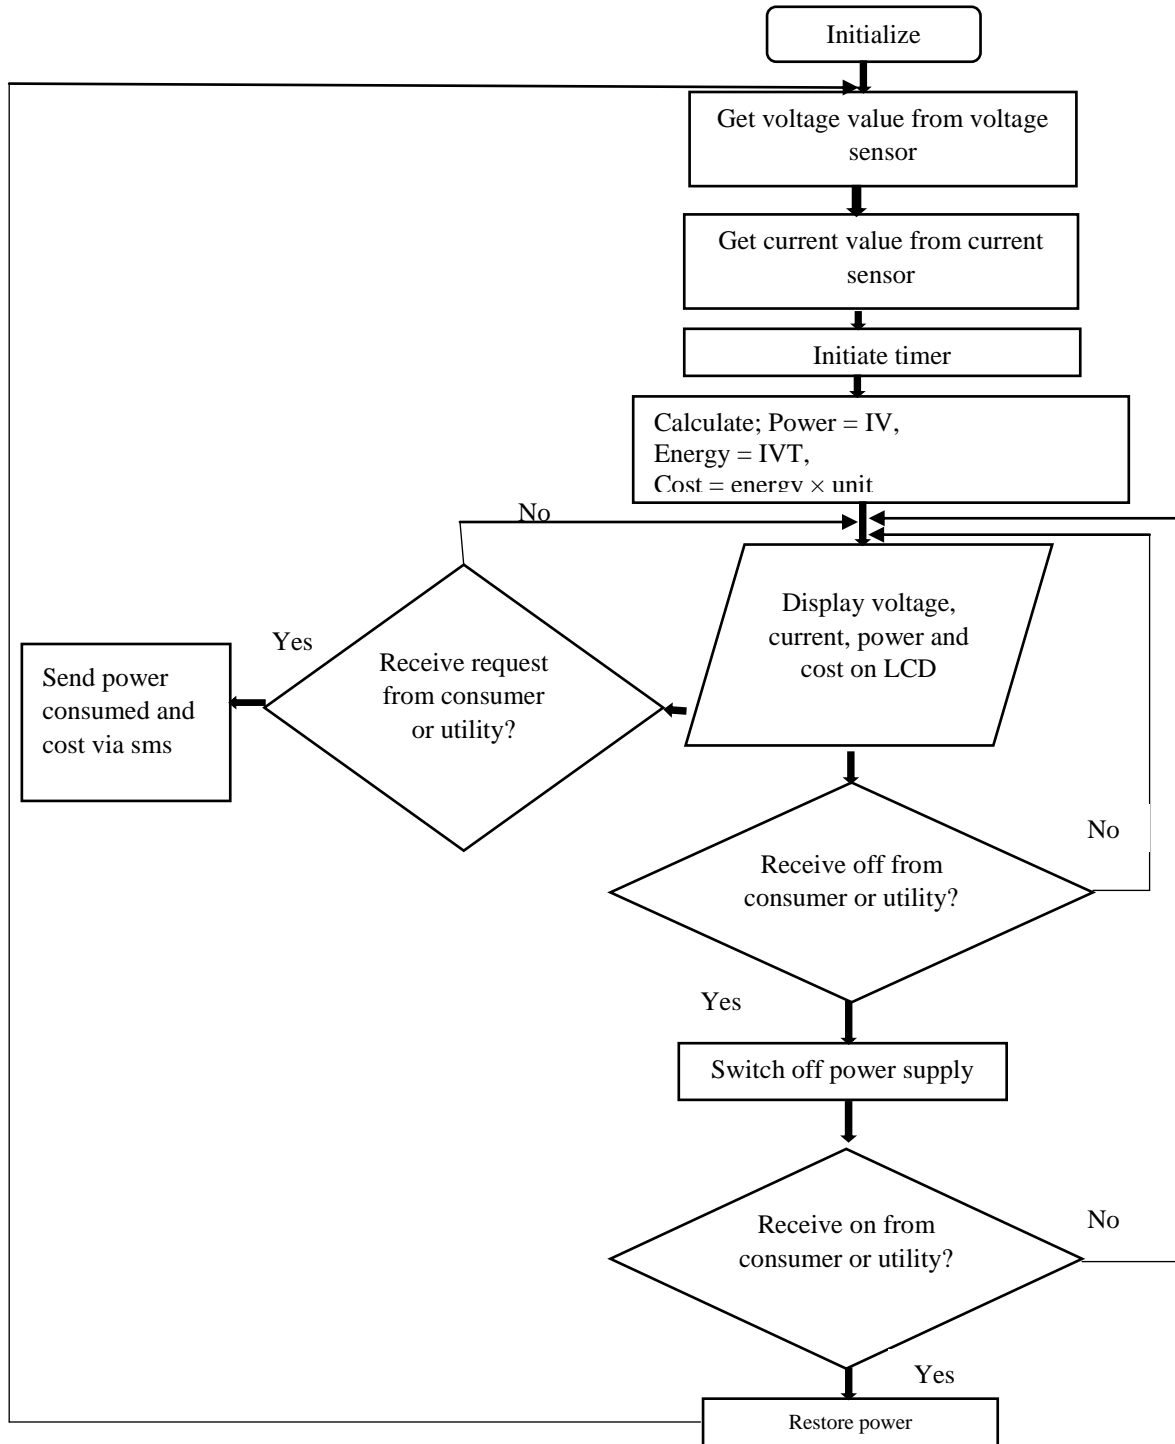 Initialize
Get voltage value from voltage
sensor
Get current value from current
sensor
Initiate timer
Calculate; Power = IV,
Energy = IVT,
Cost = energy × unit
No
Display voltage,
current, power and
cost on LCD
Yes
Receive request
from consumer
or utility?
Send power
consumed and
cost via sms
No
Receive off from
consumer or utility?
Yes
Switch off power supply
No
Receive on from
consumer or utility?
Yes
Restore power